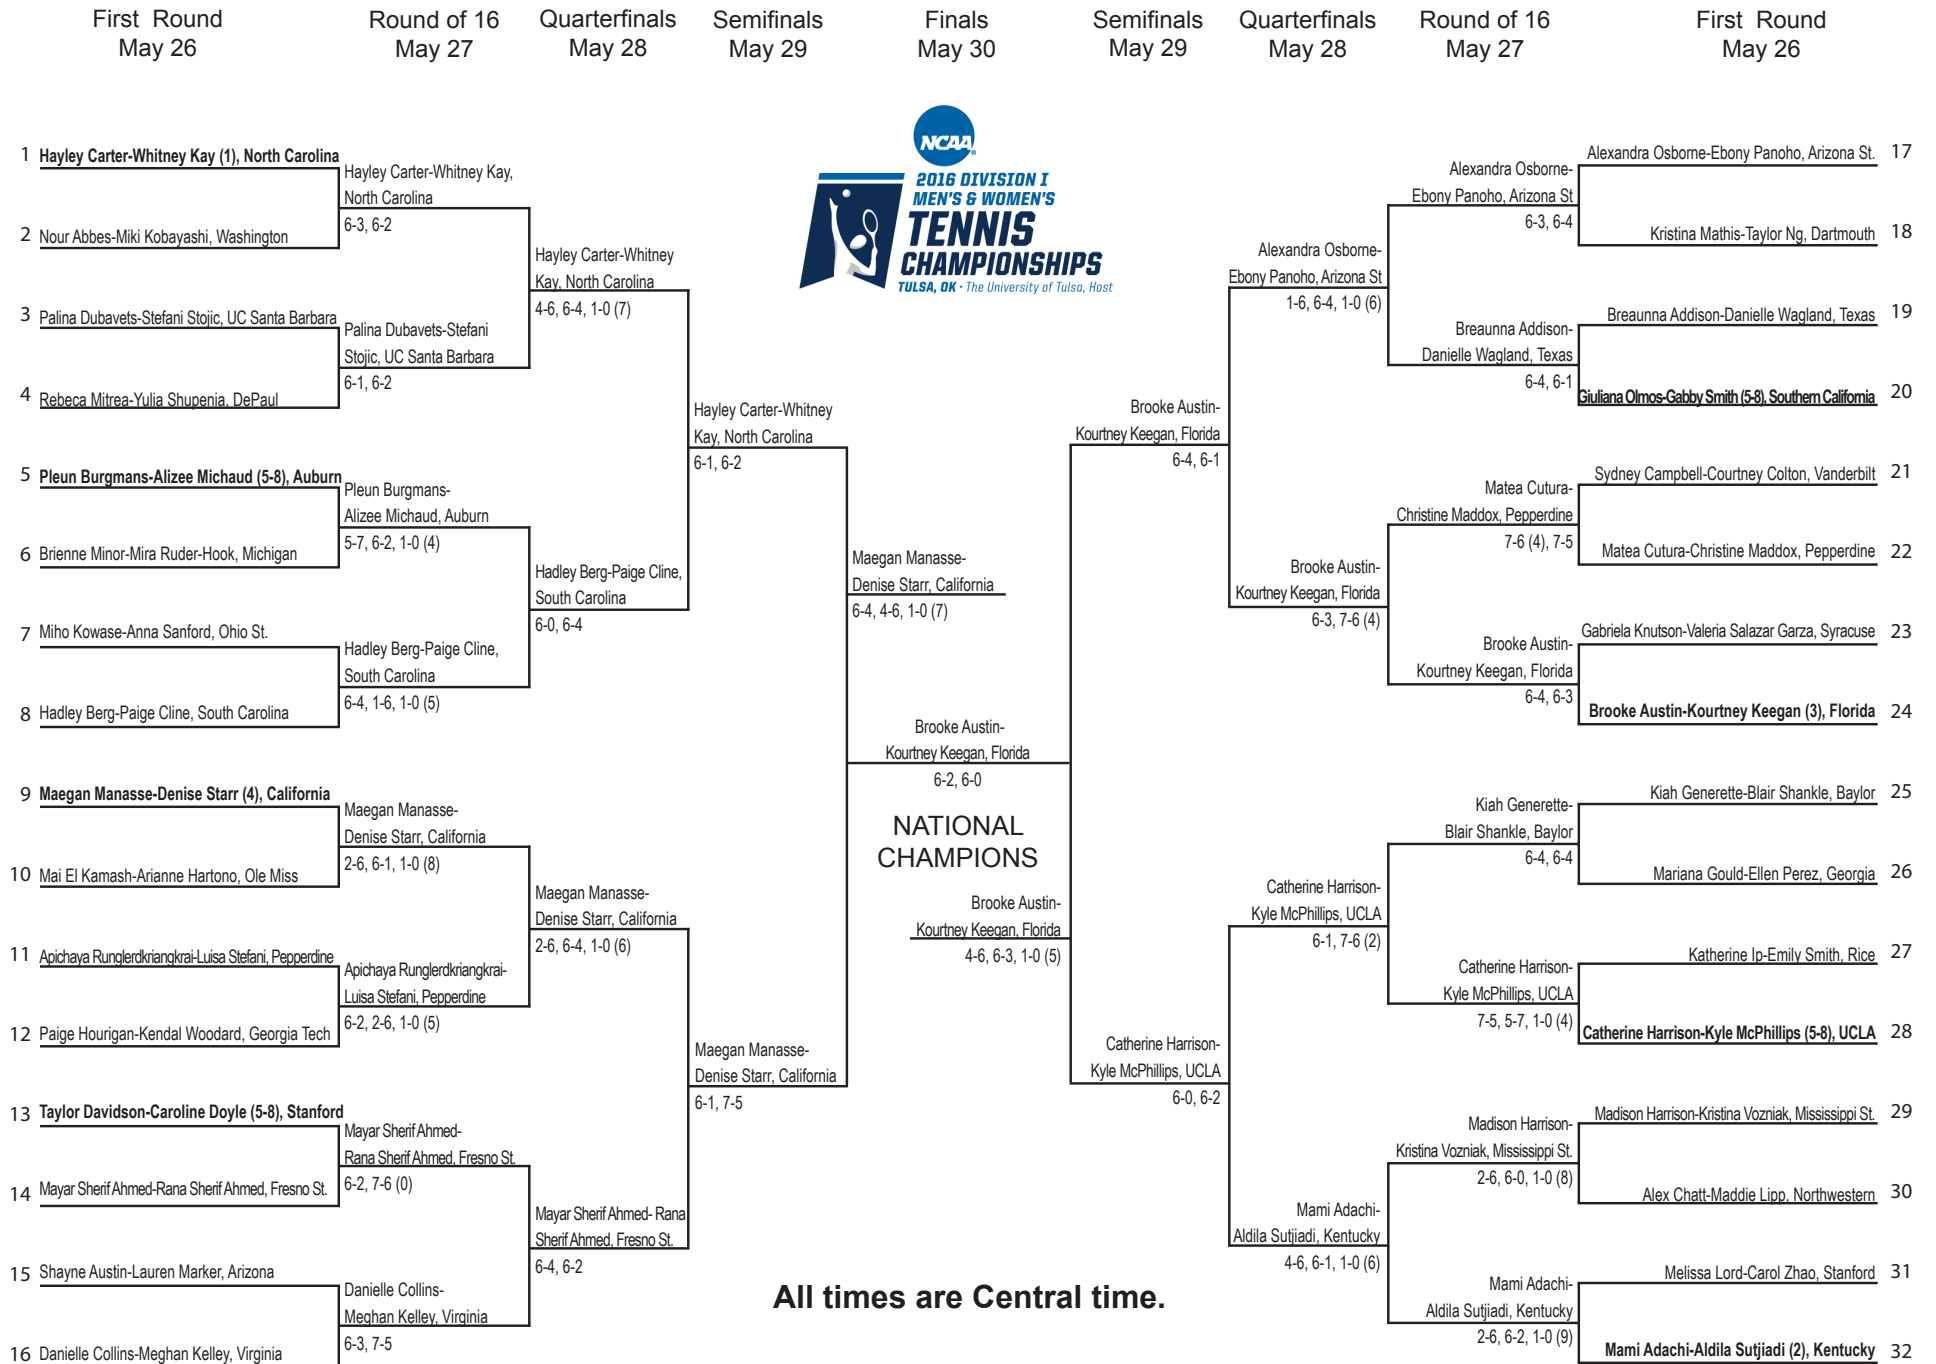 First Round
May 26
Round of 16
May 27
Quarterfinals
May 28
Semifinals
May 29
Finals
May 30
Semifinals
May 29
Quarterfinals
May 28
Round of 16
May 27
First Round
May 26
NCAA
2016 DIVISION I
MEN'S & WOMEN'S
TENNIS
CHAMPIONSHIPS
TULSA, OK · The University of Tulsa, Host
1 Hayley Carter-Whitney Kay (1), North Carolina
2 Nour Abbes-Miki Kobayashi, Washington
3 Palina Dubavets-Stefani Stojic, UC Santa Barbara
4 Rebeca Mitrea-Yulia Shupenia, DePaul
5 Pleun Burgmans-Alizee Michaud (5-8), Auburn
6 Brienne Minor-Mira Ruder-Hook, Michigan
7 Miho Kowase-Anna Sanford, Ohio St.
8 Hadley Berg-Paige Cline, South Carolina
9 Maegan Manasse-Denise Starr (4), California
10 Mai El Kamash-Arianne Hartono, Ole Miss
11 Apichaya Runglerdkriangkrai-Luisa Stefani, Pepperdine
12 Paige Hourigan-Kendal Woodard, Georgia Tech
13 Taylor Davidson-Caroline Doyle (5-8), Stanford
14 Mayar Sherif Ahmed-Rana Sherif Ahmed, Fresno St.
15 Shayne Austin-Lauren Marker, Arizona
16 Danielle Collins-Meghan Kelley, Virginia
Hayley Carter-Whitney Kay,
North Carolina
6-3, 6-2
Palina Dubavets-Stefani
Stojic, UC Santa Barbara
6-1, 6-2
Pleun Burgmans-
Alizee Michaud, Auburn
5-7, 6-2, 1-0 (4)
Hadley Berg-Paige Cline,
South Carolina
6-4, 1-6, 1-0 (5)
Maegan Manasse-
Denise Starr, California
2-6, 6-1, 1-0 (8)
Apichaya Runglerdkriangkrai-
Luisa Stefani, Pepperdine
6-2, 2-6, 1-0 (5)
Mayar Sherif Ahmed-
Rana Sherif Ahmed, Fresno St.
6-2, 7-6 (0)
Danielle Collins-
Meghan Kelley, Virginia
6-3, 7-5
Hayley Carter-Whitney
Kay, North Carolina
4-6, 6-4, 1-0 (7)
Hadley Berg-Paige Cline,
South Carolina
6-0, 6-4
Maegan Manasse-
Denise Starr, California
2-6, 6-4, 1-0 (6)
Mayar Sherif Ahmed- Rana
Sherif Ahmed, Fresno St.
6-4, 6-2
Hayley Carter-Whitney
Kay, North Carolina
6-1, 6-2
Maegan Manasse-
Denise Starr, California
6-1, 7-5
Maegan Manasse-
Denise Starr, California
6-4, 4-6, 1-0 (7)
Brooke Austin-
Kourtney Keegan, Florida
6-2, 6-0
NATIONAL
CHAMPIONS
Brooke Austin-
Kourtney Keegan, Florida
4-6, 6-3, 1-0 (5)
Brooke Austin-
Kourtney Keegan, Florida
6-4, 6-1
Catherine Harrison-
Kyle McPhillips, UCLA
6-0, 6-2
Alexandra Osborne-
Ebony Panoho, Arizona St
1-6, 6-4, 1-0 (6)
Brooke Austin-
Kourtney Keegan, Florida
6-3, 7-6 (4)
Catherine Harrison-
Kyle McPhillips, UCLA
6-1, 7-6 (2)
Mami Adachi-
Aldila Sutjiadi, Kentucky
4-6, 6-1, 1-0 (6)
Alexandra Osborne-
Ebony Panoho, Arizona St
6-3, 6-4
Breaunna Addison-
Danielle Wagland, Texas
6-4, 6-1
Matea Cutura-
Christine Maddox, Pepperdine
7-6 (4), 7-5
Brooke Austin-
Kourtney Keegan, Florida
6-4, 6-3
Kiah Generette-
Blair Shankle, Baylor
6-4, 6-4
Catherine Harrison-
Kyle McPhillips, UCLA
7-5, 5-7, 1-0 (4)
Madison Harrison-
Kristina Vozniak, Mississippi St.
2-6, 6-0, 1-0 (8)
Mami Adachi-
Aldila Sutjiadi, Kentucky
2-6, 6-2, 1-0 (9)
Alexandra Osborne-Ebony Panoho, Arizona St. 17
Kristina Mathis-Taylor Ng, Dartmouth 18
Breaunna Addison-Danielle Wagland, Texas 19
Giuliana Olmos-Gabby Smith (5-8), Southern California 20
Sydney Campbell-Courtney Colton, Vanderbilt 21
Matea Cutura-Christine Maddox, Pepperdine 22
Gabriela Knutson-Valeria Salazar Garza, Syracuse 23
Brooke Austin-Kourtney Keegan (3), Florida 24
Kiah Generette-Blair Shankle, Baylor 25
Mariana Gould-Ellen Perez, Georgia 26
Katherine Ip-Emily Smith, Rice 27
Catherine Harrison-Kyle McPhillips (5-8), UCLA 28
Madison Harrison-Kristina Vozniak, Mississippi St. 29
Alex Chatt-Maddie Lipp, Northwestern 30
Melissa Lord-Carol Zhao, Stanford 31
Mami Adachi-Aldila Sutjiadi (2), Kentucky 32
All times are Central time.